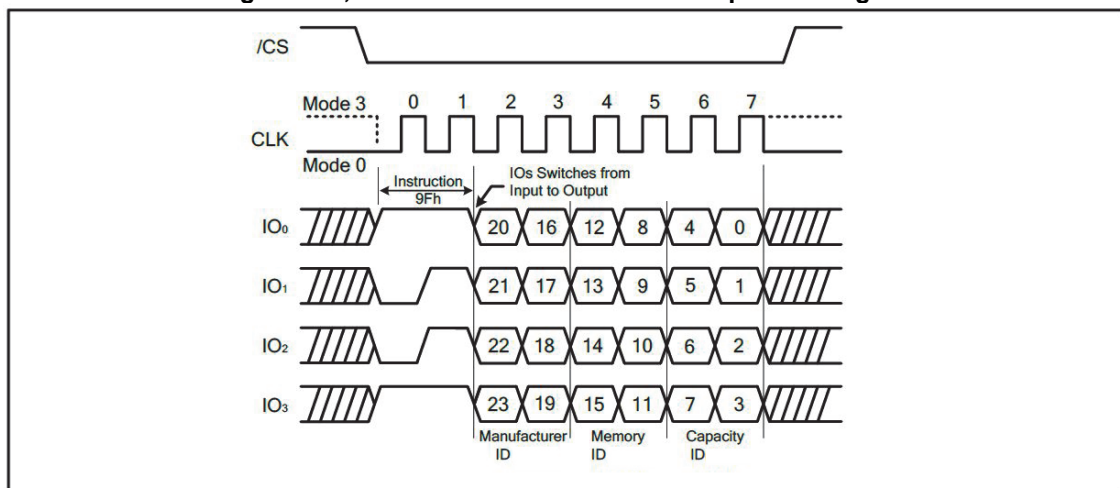 /CS
Mode 3
0 1 2 3 4 5 6 7
CLK
Mode 0
Instruction
9Fh
IOs Switches from
Input to Output
IO₀ 20 16 12 8 4 0
IO₁ 21 17 13 9 5 1
IO₂ 22 18 14 10 6 2
IO₃ 23 19 15 11 7 3
Manufacturer Memory Capacity
ID ID ID